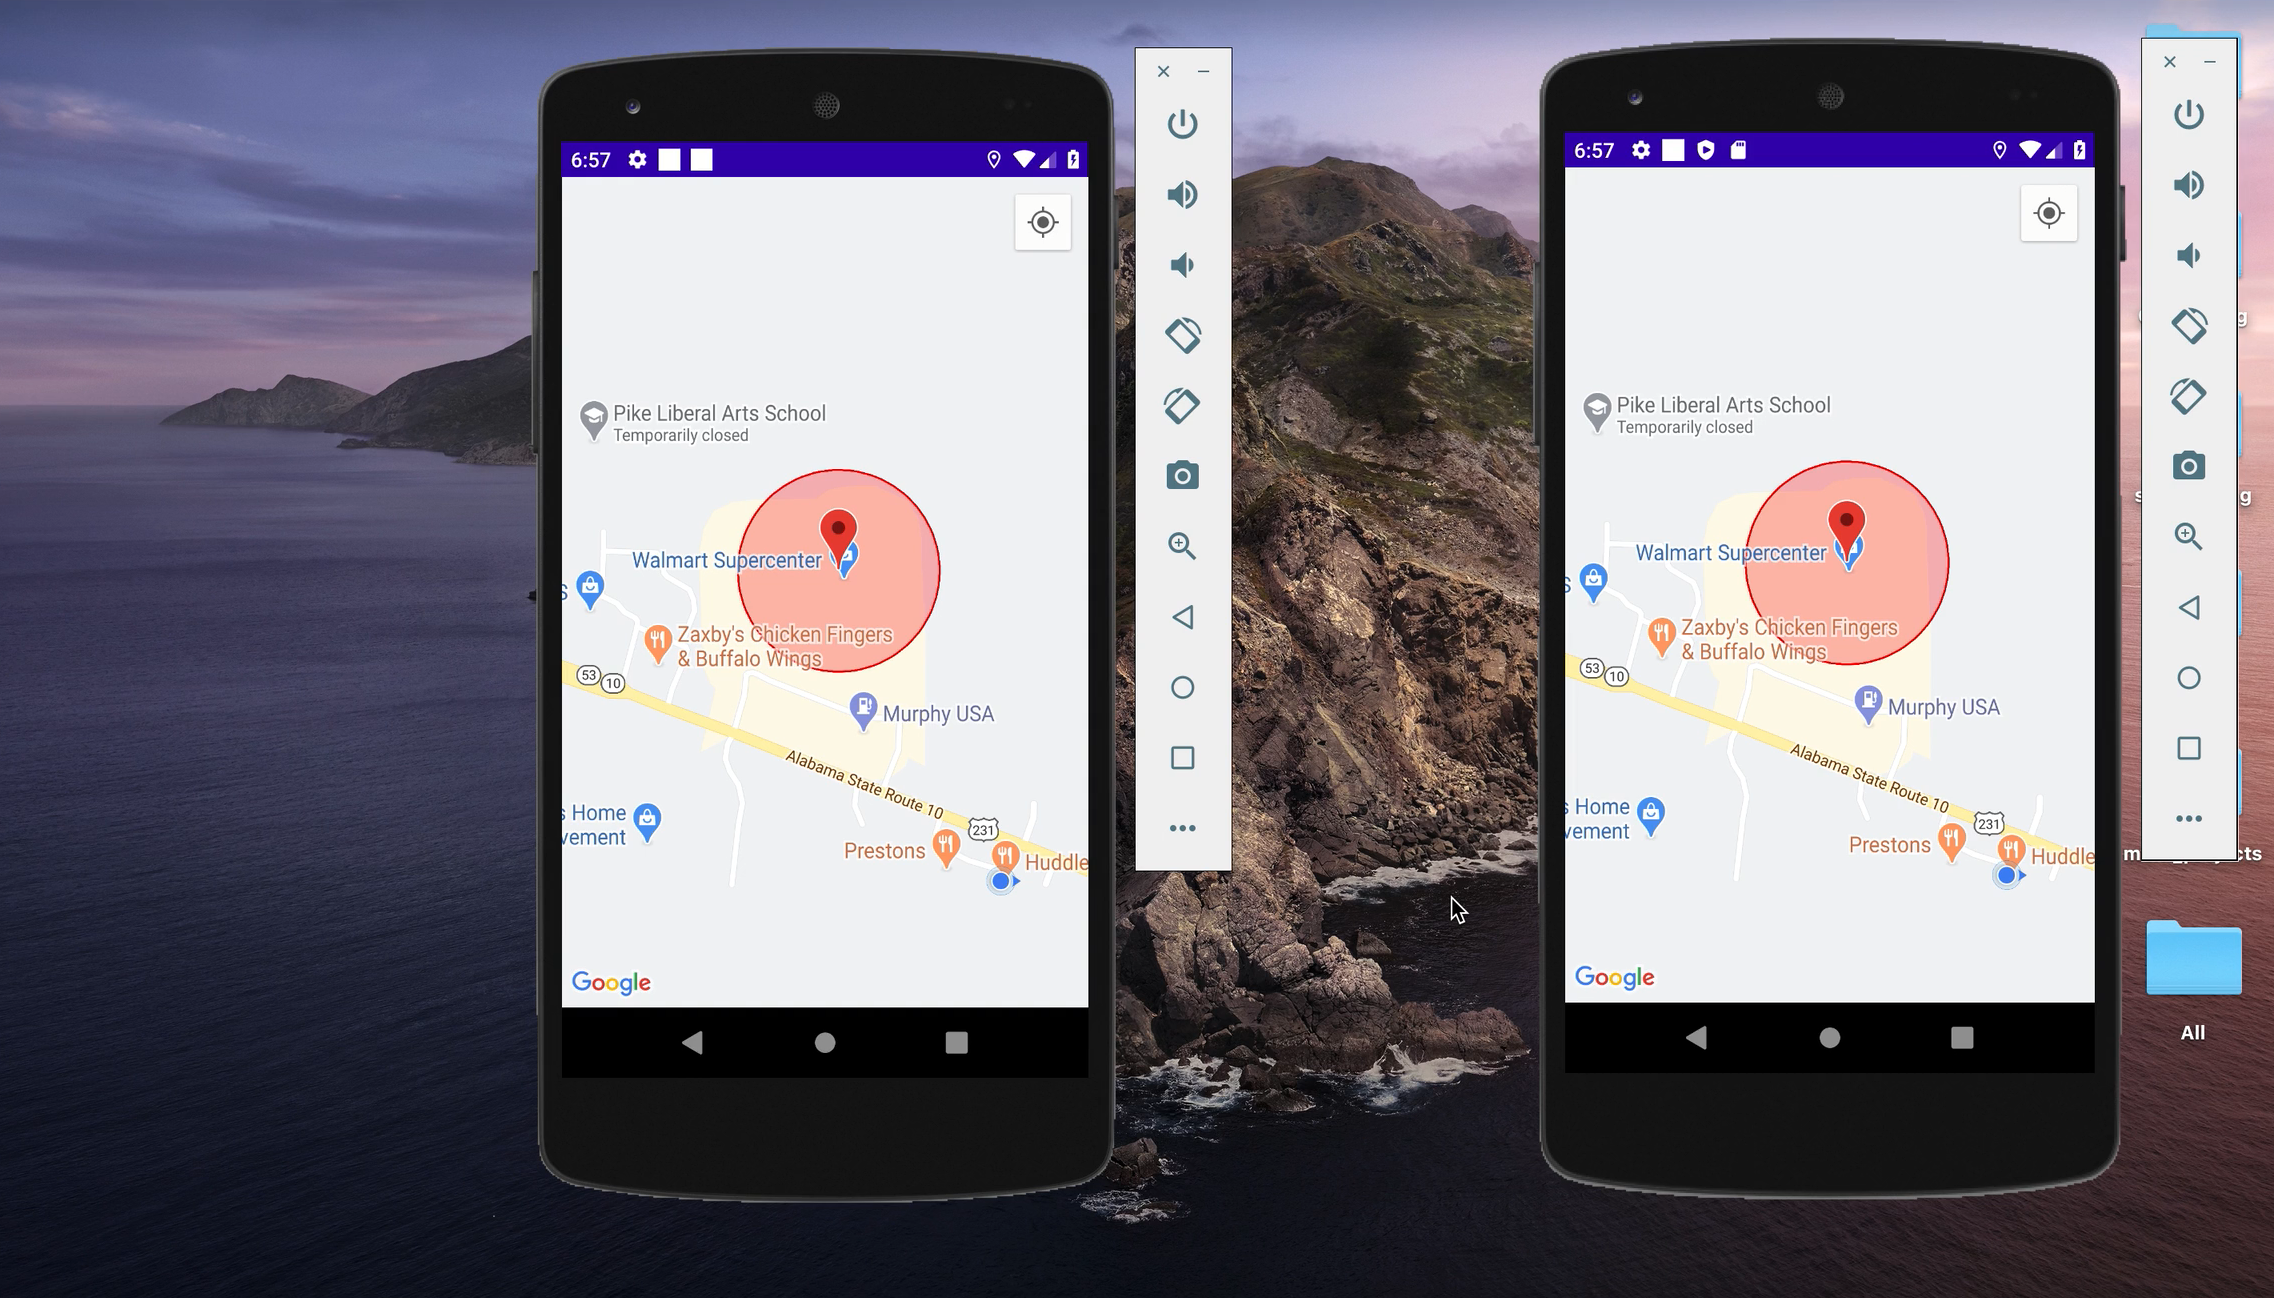 6:57
Pike Liberal Arts School
Temporarily closed
Walmart Supercenter
s
Zaxby's Chicken Fingers
& Buffalo Wings
53
10
Murphy USA
Alabama State Route 10
s Home
vement
231
Prestons
Huddle
Google
6:57
Pike Liberal Arts School
Temporarily closed
Walmart Supercenter
s
Zaxby's Chicken Fingers
& Buffalo Wings
53
10
Murphy USA
Alabama State Route 10
s Home
vement
231
Prestons
Huddle
Google
All